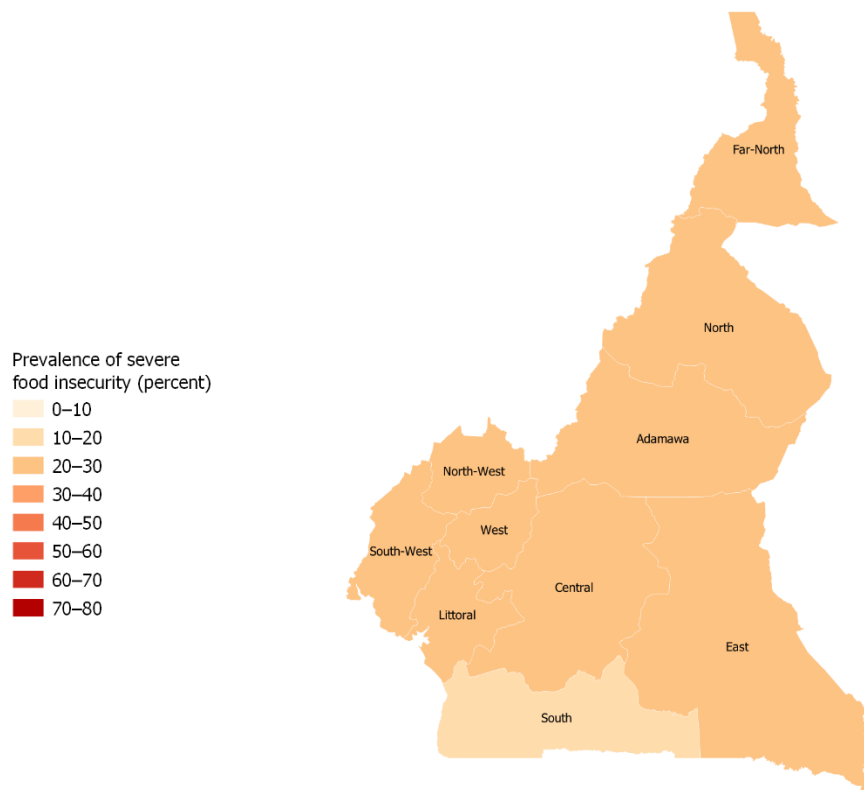 Far-North
North
Prevalence of severe
food insecurity (percent)
0–10
10–20
20–30
30–40
40–50
50–60
60–70
70–80
Adamawa
North-West
West
South-West
Central
Littoral
East
South